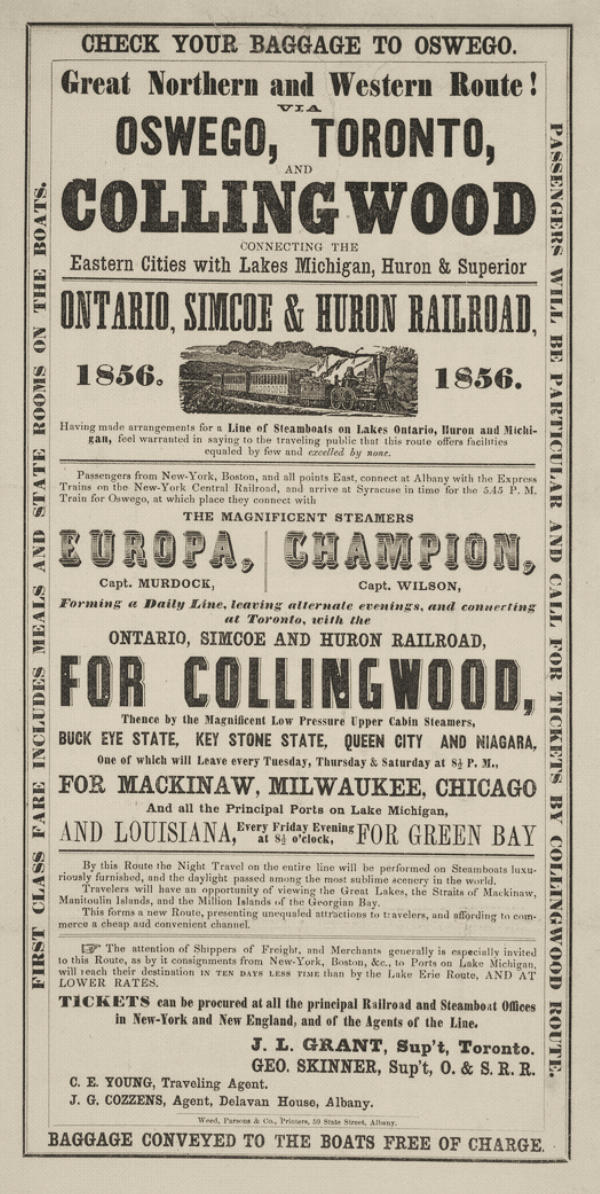 CHECK YOUR BAGGAGE TO OSWEGO.
Great Northern and Western Route!
VIA
OSWEGO, TORONTO,
AND
COLLINGWOOD
CONNECTING THE
Eastern Cities with Lakes Michigan, Huron & Superior
ONTARIO, SIMCOE & HURON RAILROAD,
1856. 1856.
Having made arrangements for a Line of Steamboats on Lakes Ontario, Huron and Michi-
gan, feel warranted in saying to the traveling public that this route offers facilities
equaled by few and excelled by none.
Passengers from New-York, Boston, and all points East, connect at Albany with the Express
Trains on the New-York Central Railroad, and arrive at Syracuse in time for the 5.45 P. M.
Train for Oswego, at which place they connect with
THE MAGNIFICENT STEAMERS
EUROPA, CHAMPION,
Capt. MURDOCK, Capt. WILSON,
Forming a Daily Line, leaving alternate evenings, and connecting
at Toronto, with the
ONTARIO, SIMCOE AND HURON RAILROAD,
FOR COLLINGWOOD,
Thence by the Magnificent Low Pressure Upper Cabin Steamers,
BUCK EYE STATE, KEY STONE STATE, QUEEN CITY AND NIAGARA,
One of which will Leave every Tuesday, Thursday & Saturday at 8½ P. M.,
FOR MACKINAW, MILWAUKEE, CHICAGO
And all the Principal Ports on Lake Michigan,
AND LOUISIANA, Every Friday Evening at 8½ o'clock, FOR GREEN BAY
By this Route the Night Travel on the entire line will be performed on Steamboats luxu-
riously furnished, and the daylight passed among the most sublime scenery in the world.
Travelers will have an opportunity of viewing the Great Lakes, the Straits of Mackinaw,
Manitoulin Islands, and the Million Islands of the Georgian Bay.
This forms a new Route, presenting unequaled attractions to travelers, and affording to com-
merce a cheap and convenient channel.
☞ The attention of Shippers of Freight, and Merchants generally is especially invited
to this Route, as by it consignments from New-York, Boston, &c., to Ports on Lake Michigan,
will reach their destination IN TEN DAYS LESS TIME than by the Lake Erie Route, AND AT
LOWER RATES.
TICKETS can be procured at all the principal Railroad and Steamboat Offices
in New-York and New England, and of the Agents of the Line.
J. L. GRANT, Sup't, Toronto.
GEO. SKINNER, Sup't, O. & S. R. R.
C. E. YOUNG, Traveling Agent.
J. G. COZZENS, Agent, Delavan House, Albany.
Weed, Parsons & Co., Printers, 59 State Street, Albany.
BAGGAGE CONVEYED TO THE BOATS FREE OF CHARGE.
FIRST CLASS FARE INCLUDES MEALS AND STATE ROOMS ON THE BOATS.
PASSENGERS WILL BE PARTICULAR AND CALL FOR TICKETS BY COLLINGWOOD ROUTE.